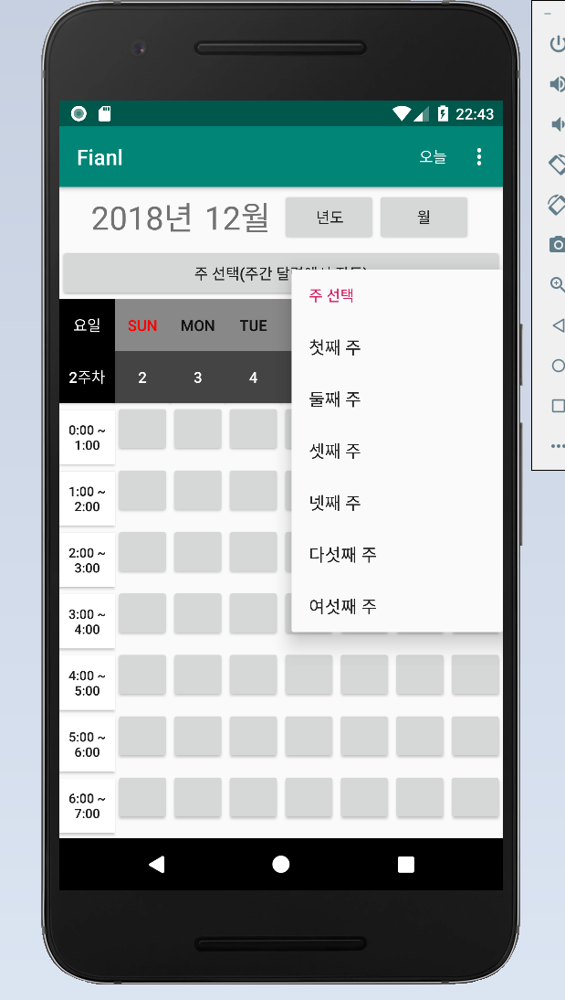 22:43
Fianl 오늘
2018년 12월 년도 월
주 선택(주간
주 선택
첫째 주
둘째 주
셋째 주
넷째 주
다섯째 주
여섯째 주
요일 SUN MON TUE
2주차 2 3 4
0:00 ~
1:00
1:00 ~
2:00
2:00 ~
3:00
3:00 ~
4:00
4:00 ~
5:00
5:00 ~
6:00
6:00 ~
7:00